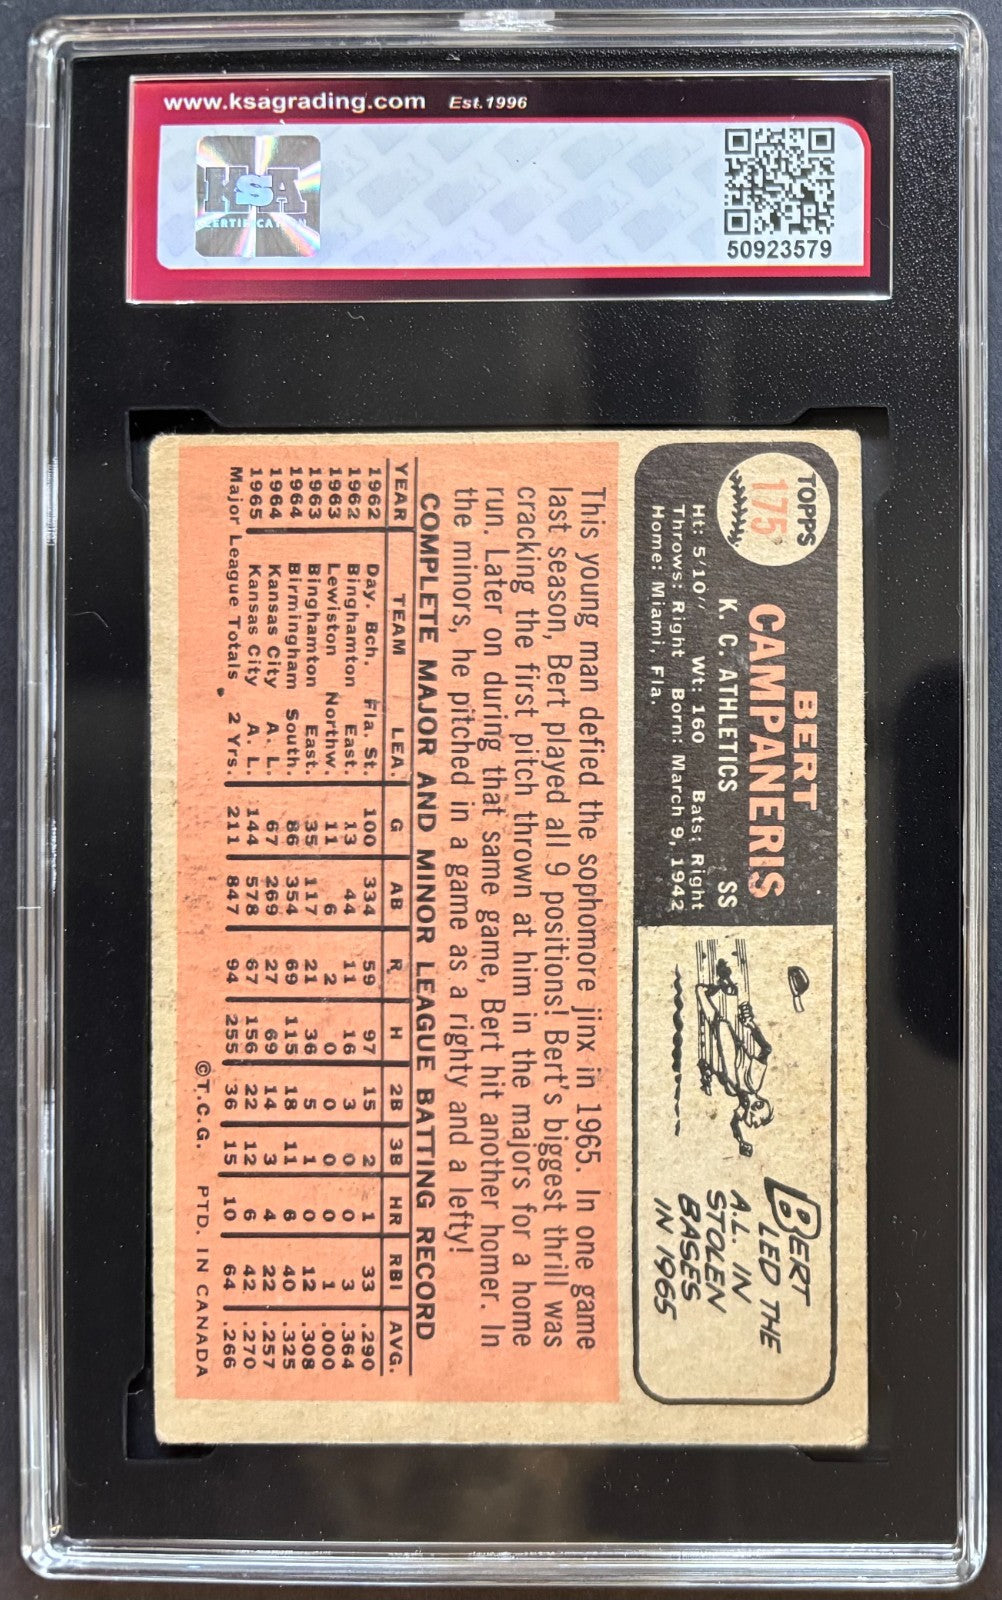 www.ksagrading.com Est.1996
KSA
CERTIFICATION
50923579
TOPPS
175
BERT
CAMPANERIS
K. C. ATHLETICS SS
Ht: 5'10" Wt: 160 Bats: Right
Throws: Right Born: March 9, 1942
Home: Miami, Fla.
BERT
LED THE
A.L. IN
STOLEN
BASES
IN 1965
This young man defied the sophomore jinx in 1965. In one game
last season, Bert played all 9 positions! Bert's biggest thrill was
cracking the first pitch thrown at him in the majors for a home
run. Later on during that same game, Bert hit another homer. In
the minors, he pitched in a game as a righty and a lefty!
COMPLETE MAJOR AND MINOR LEAGUE BATTING RECORD
YEAR TEAM LEA. G AB R H 2B 3B HR RBI AVG.
1962 Day. Bch. Fla. St. 100 334 59 97 15 2 1 33 .290
1962 Binghamton East. 13 44 11 16 3 0 0 3 .364
1963 Lewiston Northw. 11 6 2 0 0 0 0 1 .000
1963 Binghamton East. 35 117 21 36 5 1 0 12 .308
1964 Birmingham South. 86 354 69 115 18 11 6 40 .325
1964 Kansas City A. L. 67 269 27 69 14 3 4 22 .257
1965 Kansas City A. L. 144 578 67 156 22 12 6 42 .270
Major League Totals 2 Yrs. 211 847 94 255 36 15 10 64 .266
©T.C.G. PTD. IN CANADA